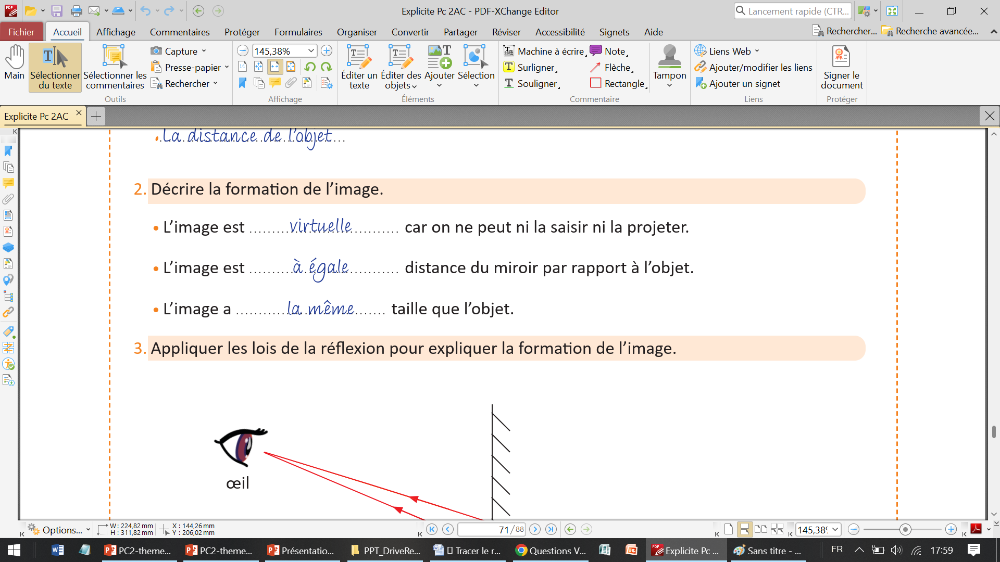 Explicite Pc 2AC - PDF-XChange Editor
Lancement rapide (CTR...
Fichier Accueil Affichage Commentaires Protéger Formulaires Organiser Convertir Partager Réviser Accessibilité Signets Aide
Rechercher... Recherche avancée...
Main
Sélectionner du texte
Sélectionner les commentaires
Capture
Presse-papier
Rechercher
Outils
145,38%
Affichage
Éditer un texte
Éditer des objets
Ajouter
Sélection
Éléments
Machine à écrire
Surligner
Souligner
Note
Flèche
Rectangle
Tampon
Commentaire
Liens Web
Ajouter/modifier les liens
Ajouter un signet
Liens
Signer le document
Protéger
Explicite Pc 2AC
La distance de l'objet
2. Décrire la formation de l'image.
• L'image est virtuelle car on ne peut ni la saisir ni la projeter.
• L'image est à égale distance du miroir par rapport à l'objet.
• L'image a la même taille que l'objet.
3. Appliquer les lois de la réflexion pour expliquer la formation de l'image.
œil
Options...
W : 224,82 mm
H : 311,82 mm
X : 144,26 mm
Y : 206,02 mm
71 / 88
145,38%
PC2-theme... PC2-theme... Présentatio... PPT_DriveRe... Tracer le r... Questions V... Explicite Pc ... Sans titre - ...
FR 17:59